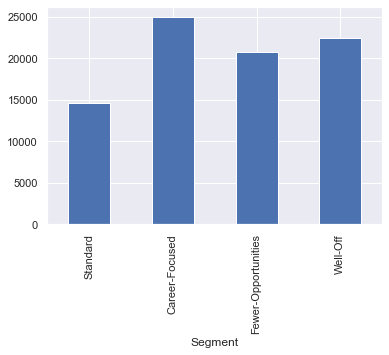 25000
20000
15000
10000
5000
0
Standard
Career-Focused
Fewer-Opportunities
Well-Off
Segment